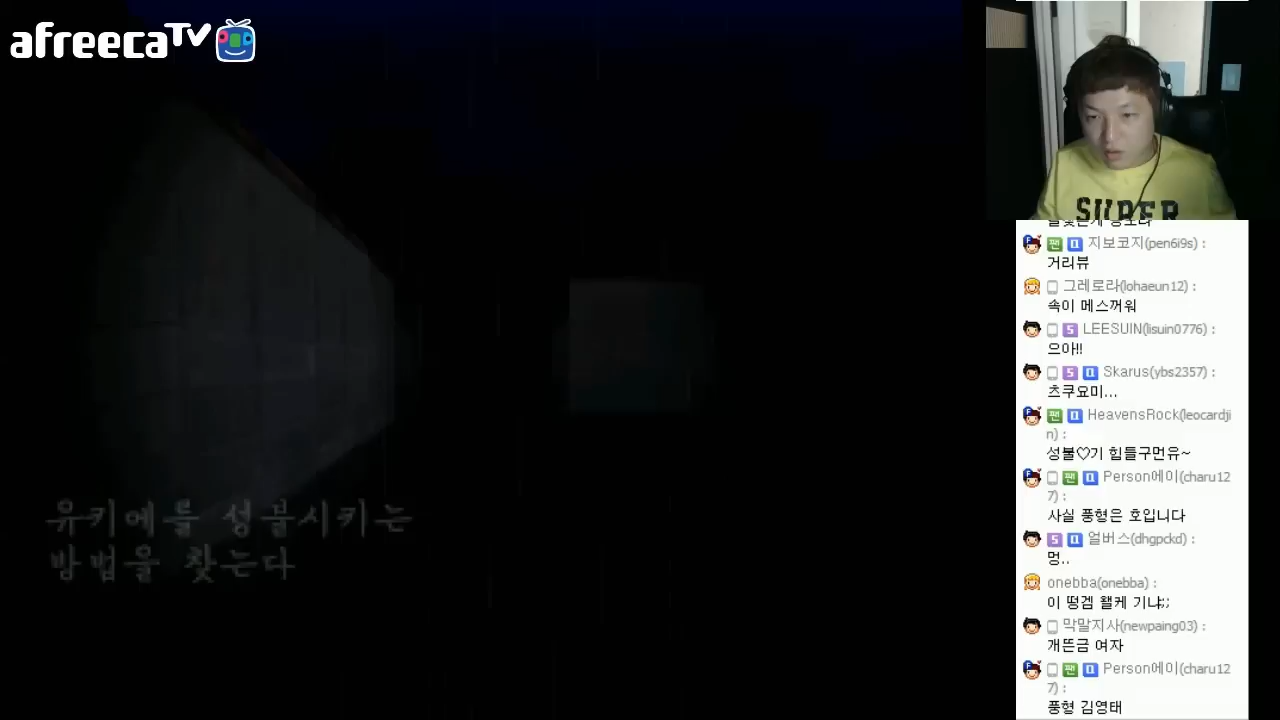 afreecaTV
SUPER
지보코지(pen6i9s) :
거리뷰
그레로라(lohaeun12) :
속이 메스꺼워
LEESUIN(lisuin0776) :
으아!!
Skarus(ybs2357) :
츠쿠요미...
HeavensRock(leocardji
n) :
성불♡기 힘들구먼유~
Person에이(charu12
7) :
사실 풍형은 호입니다
얼버스(dhgpckd) :
멍..
onebba(onebba) :
이 떵겜 왤케 기냐;;
막말지사(newpaing03) :
개뜬금 여자
Person에이(charu12
7) :
풍형 김영태
유키에를 성불시키는
방법을 찾는다